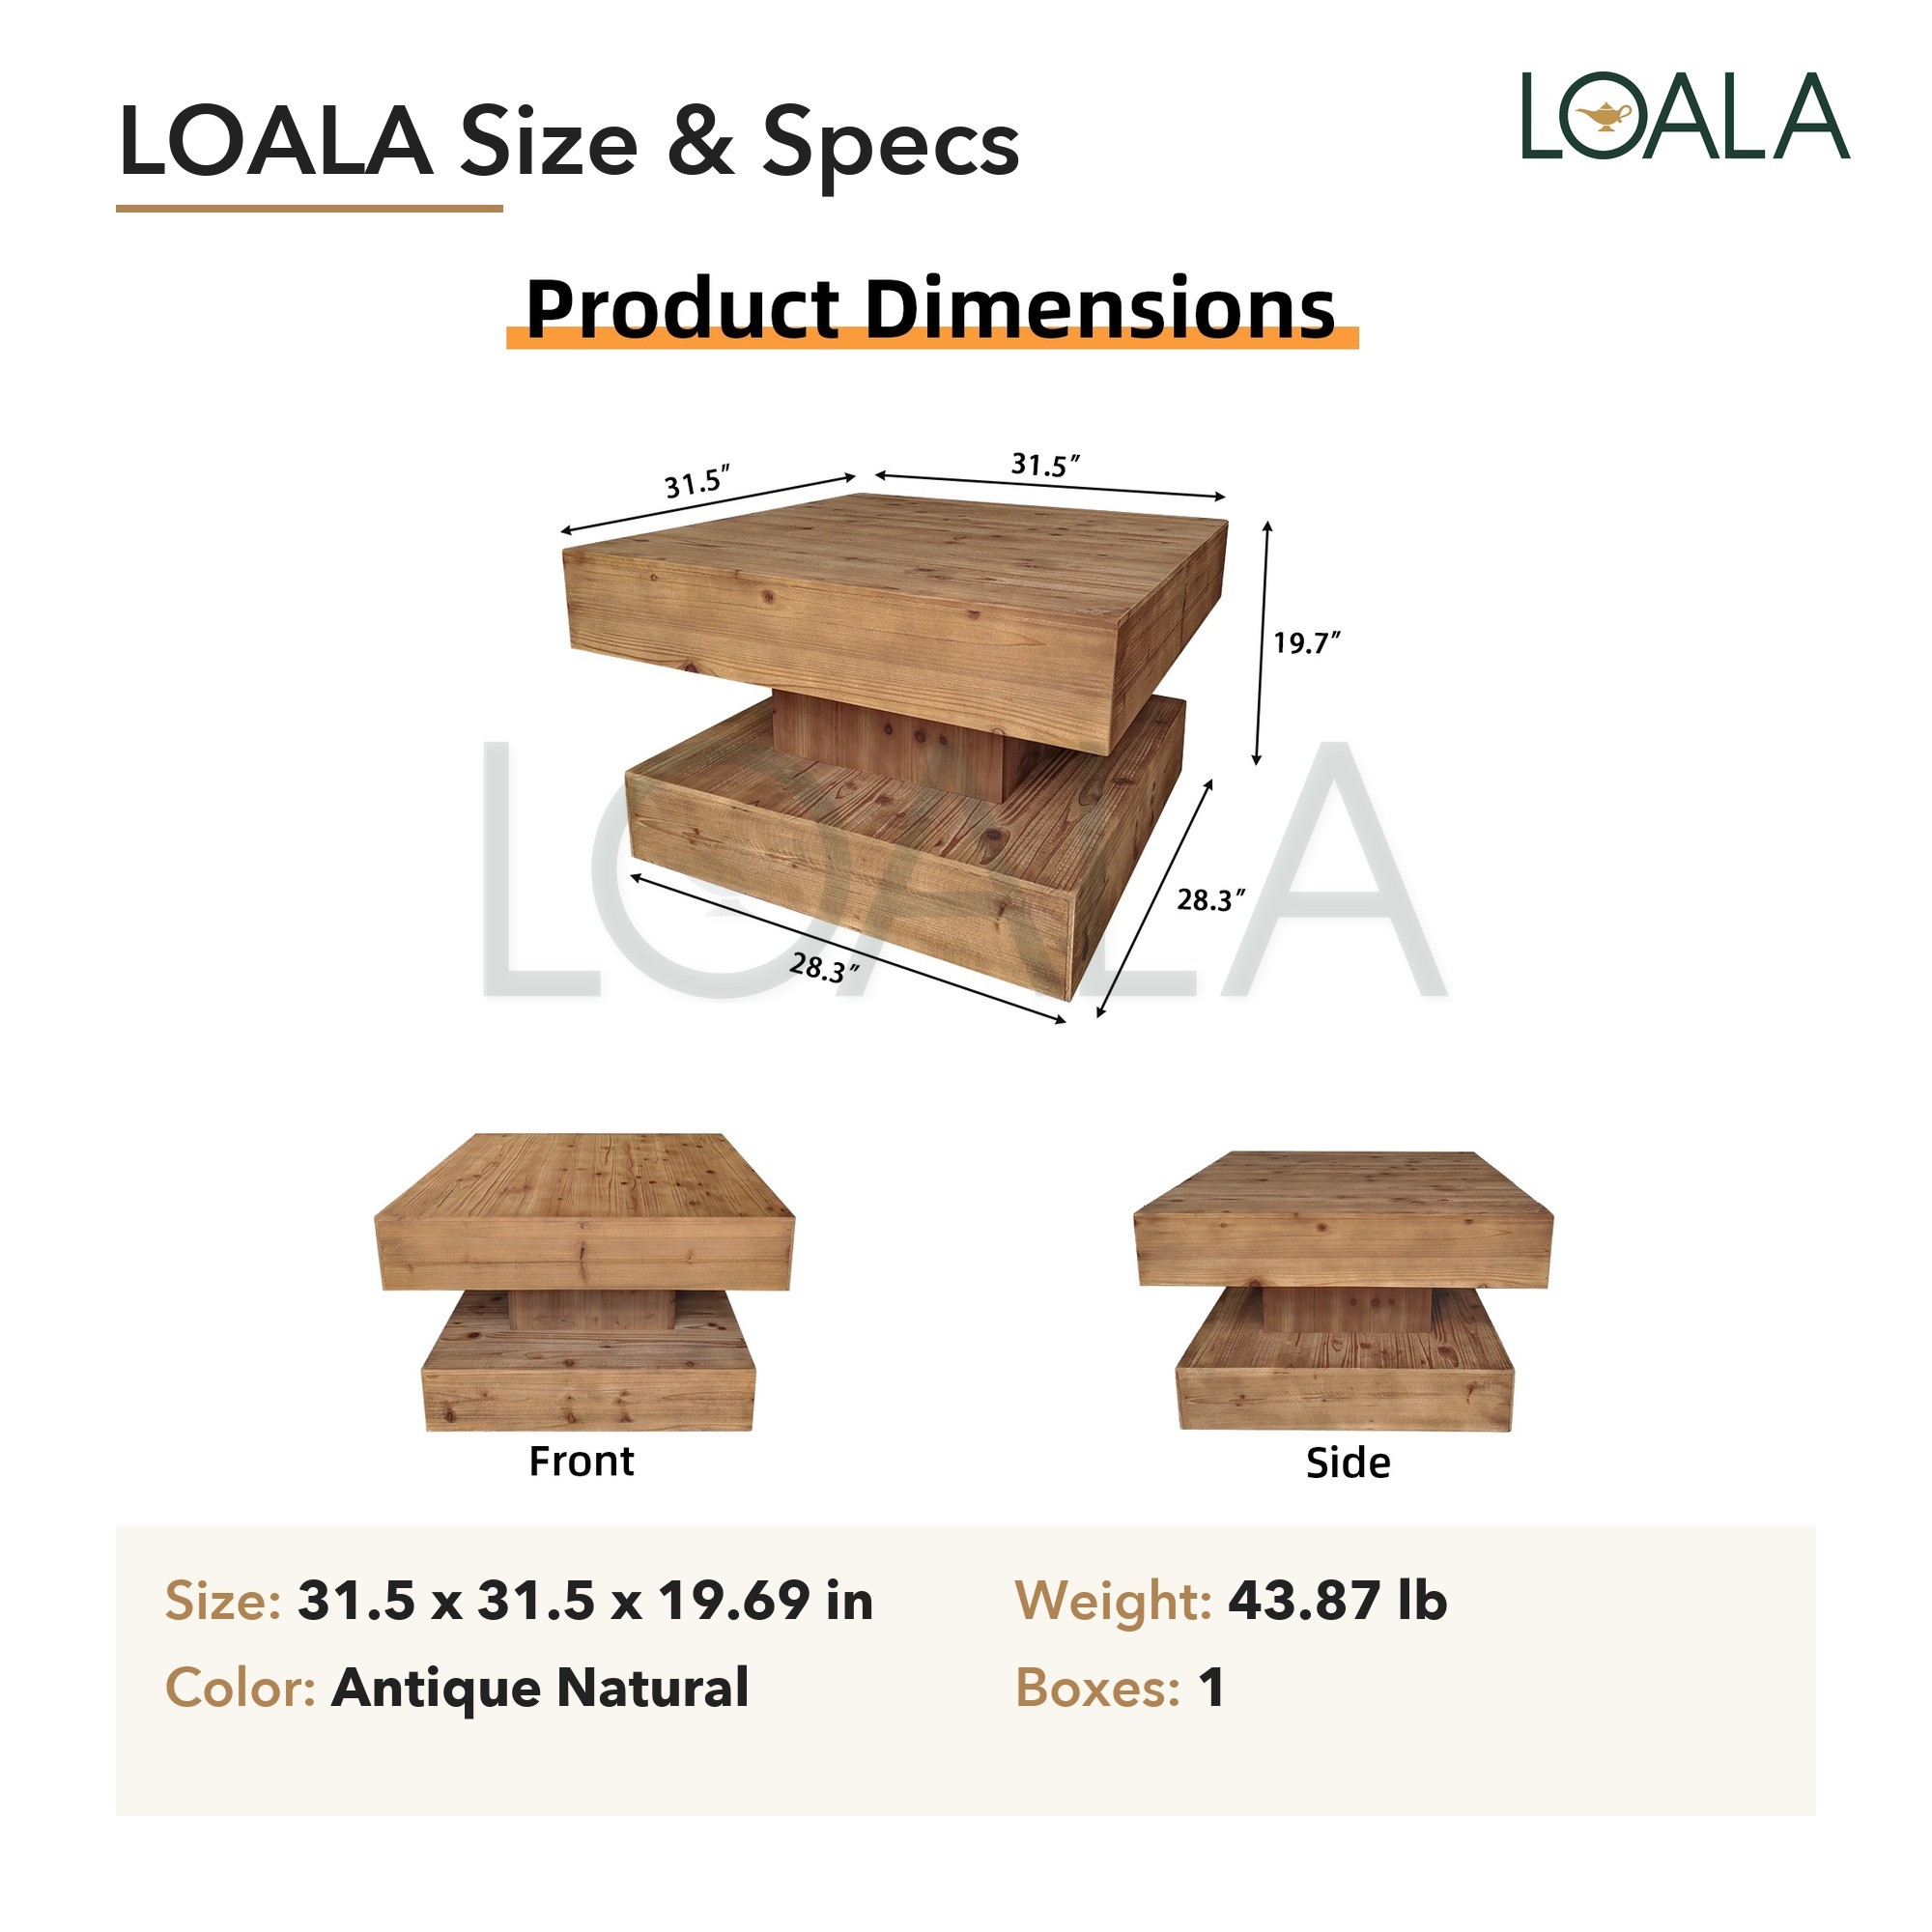 LOALA Size & Specs
LOALA
Product Dimensions
31.5"
31.5"
19.7"
28.3"
28.3"
LOALA
Front
Side
Size: 31.5 x 31.5 x 19.69 in
Weight: 43.87 lb
Color: Antique Natural
Boxes: 1